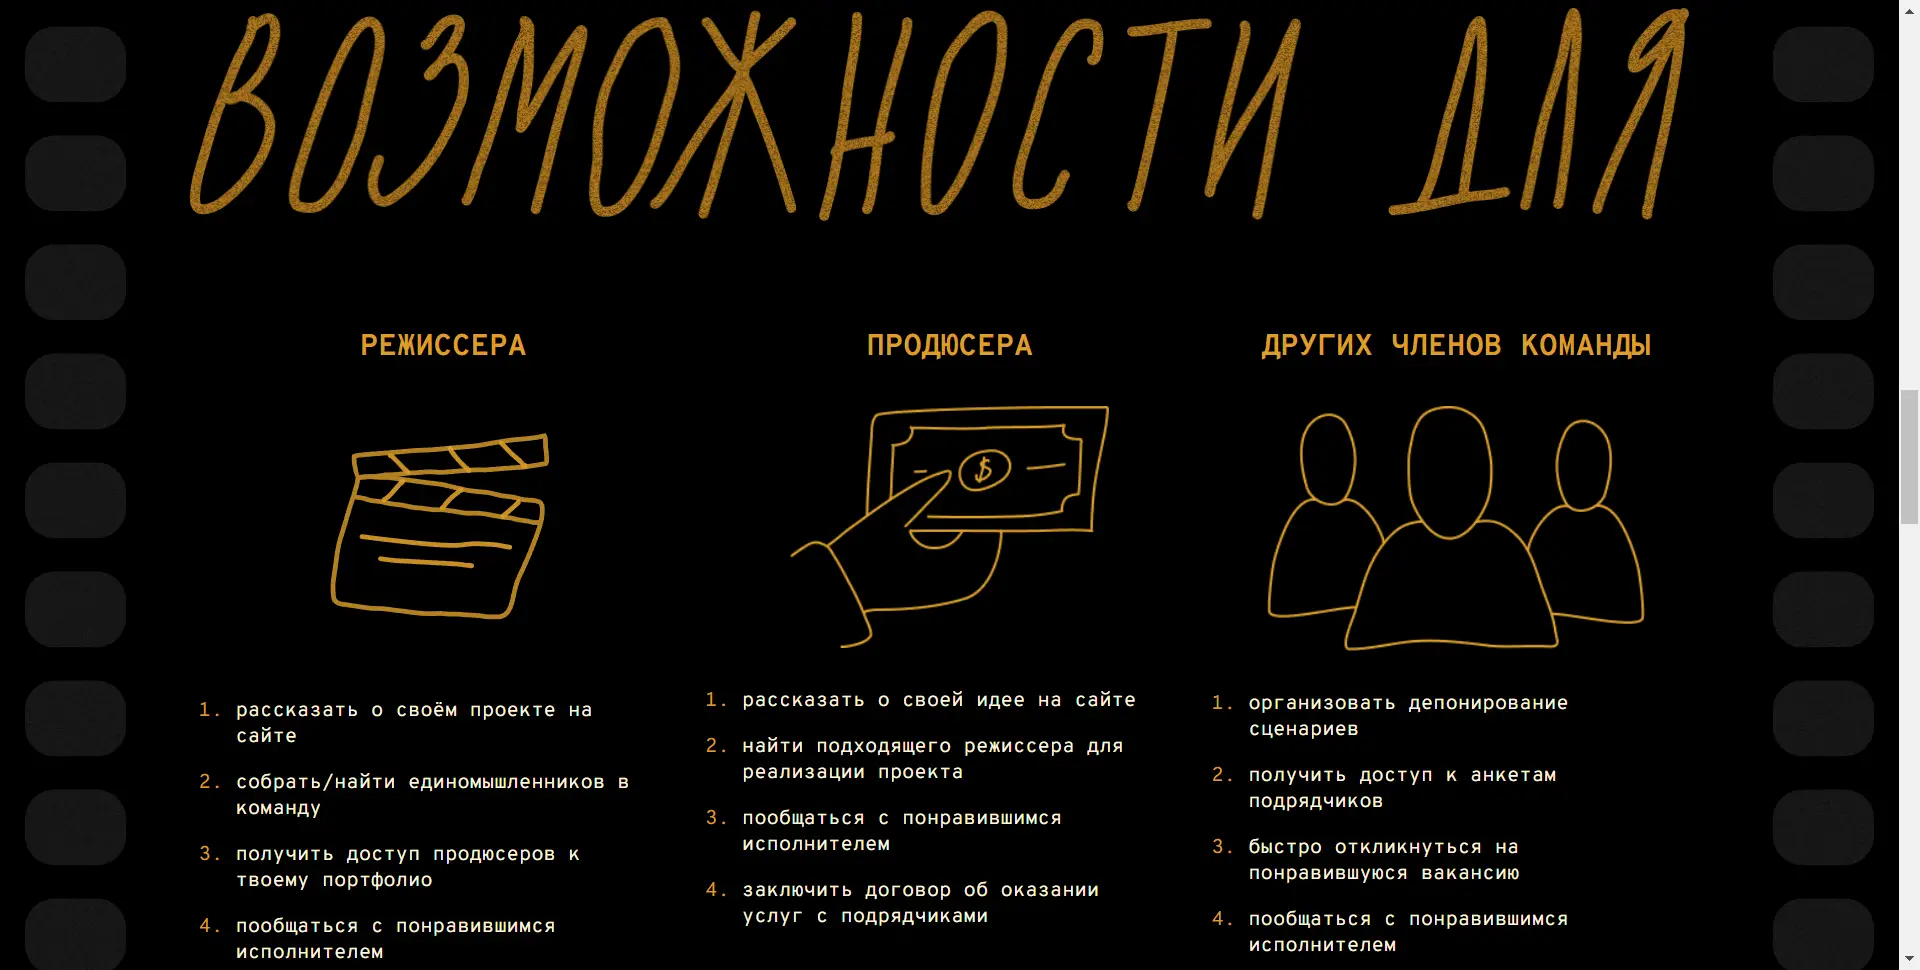 ВОЗМОЖНОСТИ ДЛЯ
РЕЖИССЕРА
1. рассказать о своём проекте на
сайте
2. собрать/найти единомышленников в
команду
3. получить доступ продюсеров к
твоему портфолио
4. пообщаться с понравившимся
исполнителем
ПРОДЮСЕРА
$
1. рассказать о своей идее на сайте
2. найти подходящего режиссера для
реализации проекта
3. пообщаться с понравившимся
исполнителем
4. заключить договор об оказании
услуг с подрядчиками
ДРУГИХ ЧЛЕНОВ КОМАНДЫ
1. организовать депонирование
сценариев
2. получить доступ к анкетам
подрядчиков
3. быстро откликнуться на
понравившуюся вакансию
4. пообщаться с понравившимся
исполнителем